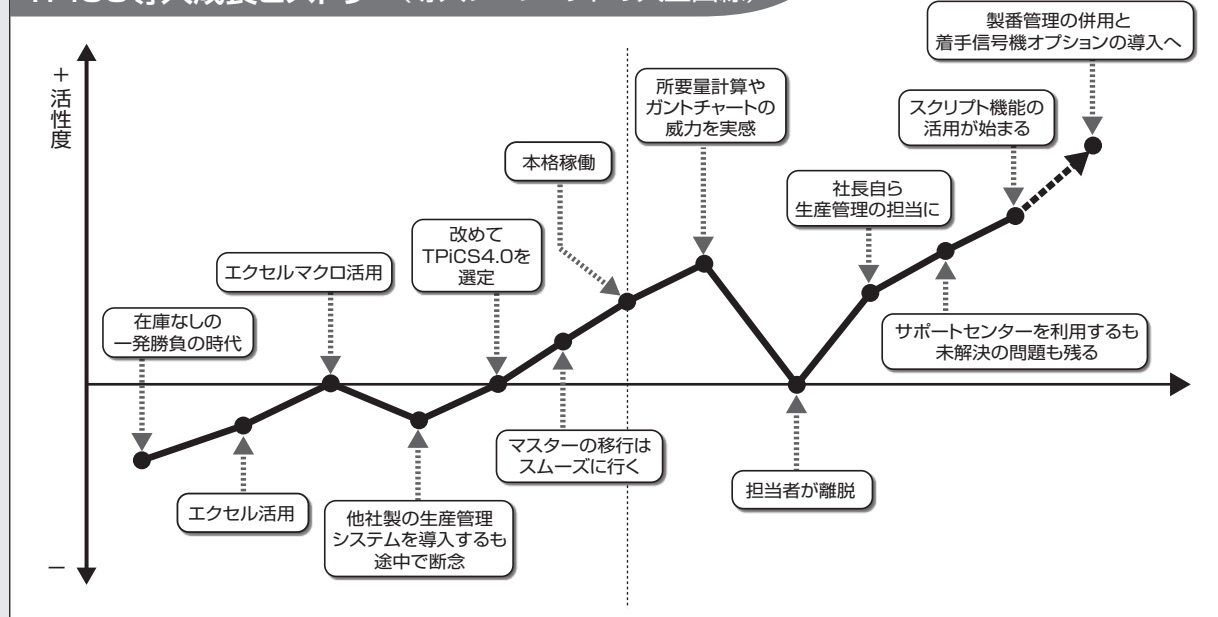 +
活性度
−
在庫なしの
一発勝負の時代
エクセル活用
エクセルマクロ活用
他社製の生産管理
システムを導入するも
途中で断念
改めて
TPiCS4.0を
選定
マスターの移行は
スムーズに行く
本格稼働
所要量計算や
ガントチャートの
威力を実感
担当者が離脱
社長自ら
生産管理の担当に
サポートセンターを利用するも
未解決の問題も残る
スクリプト機能の
活用が始まる
製番管理の併用と
着手信号機オプションの導入へ